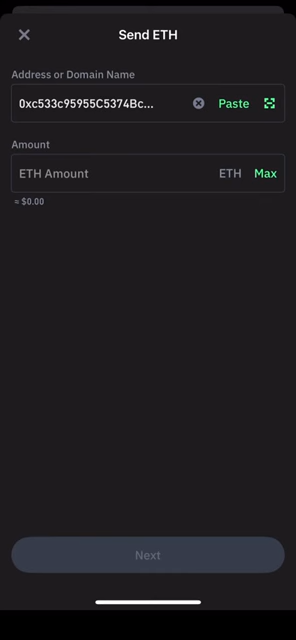 Send ETH
Address or Domain Name
0xc533c95955C5374Bc... Paste
Amount
ETH Amount ETH Max
≈ $0.00
Next